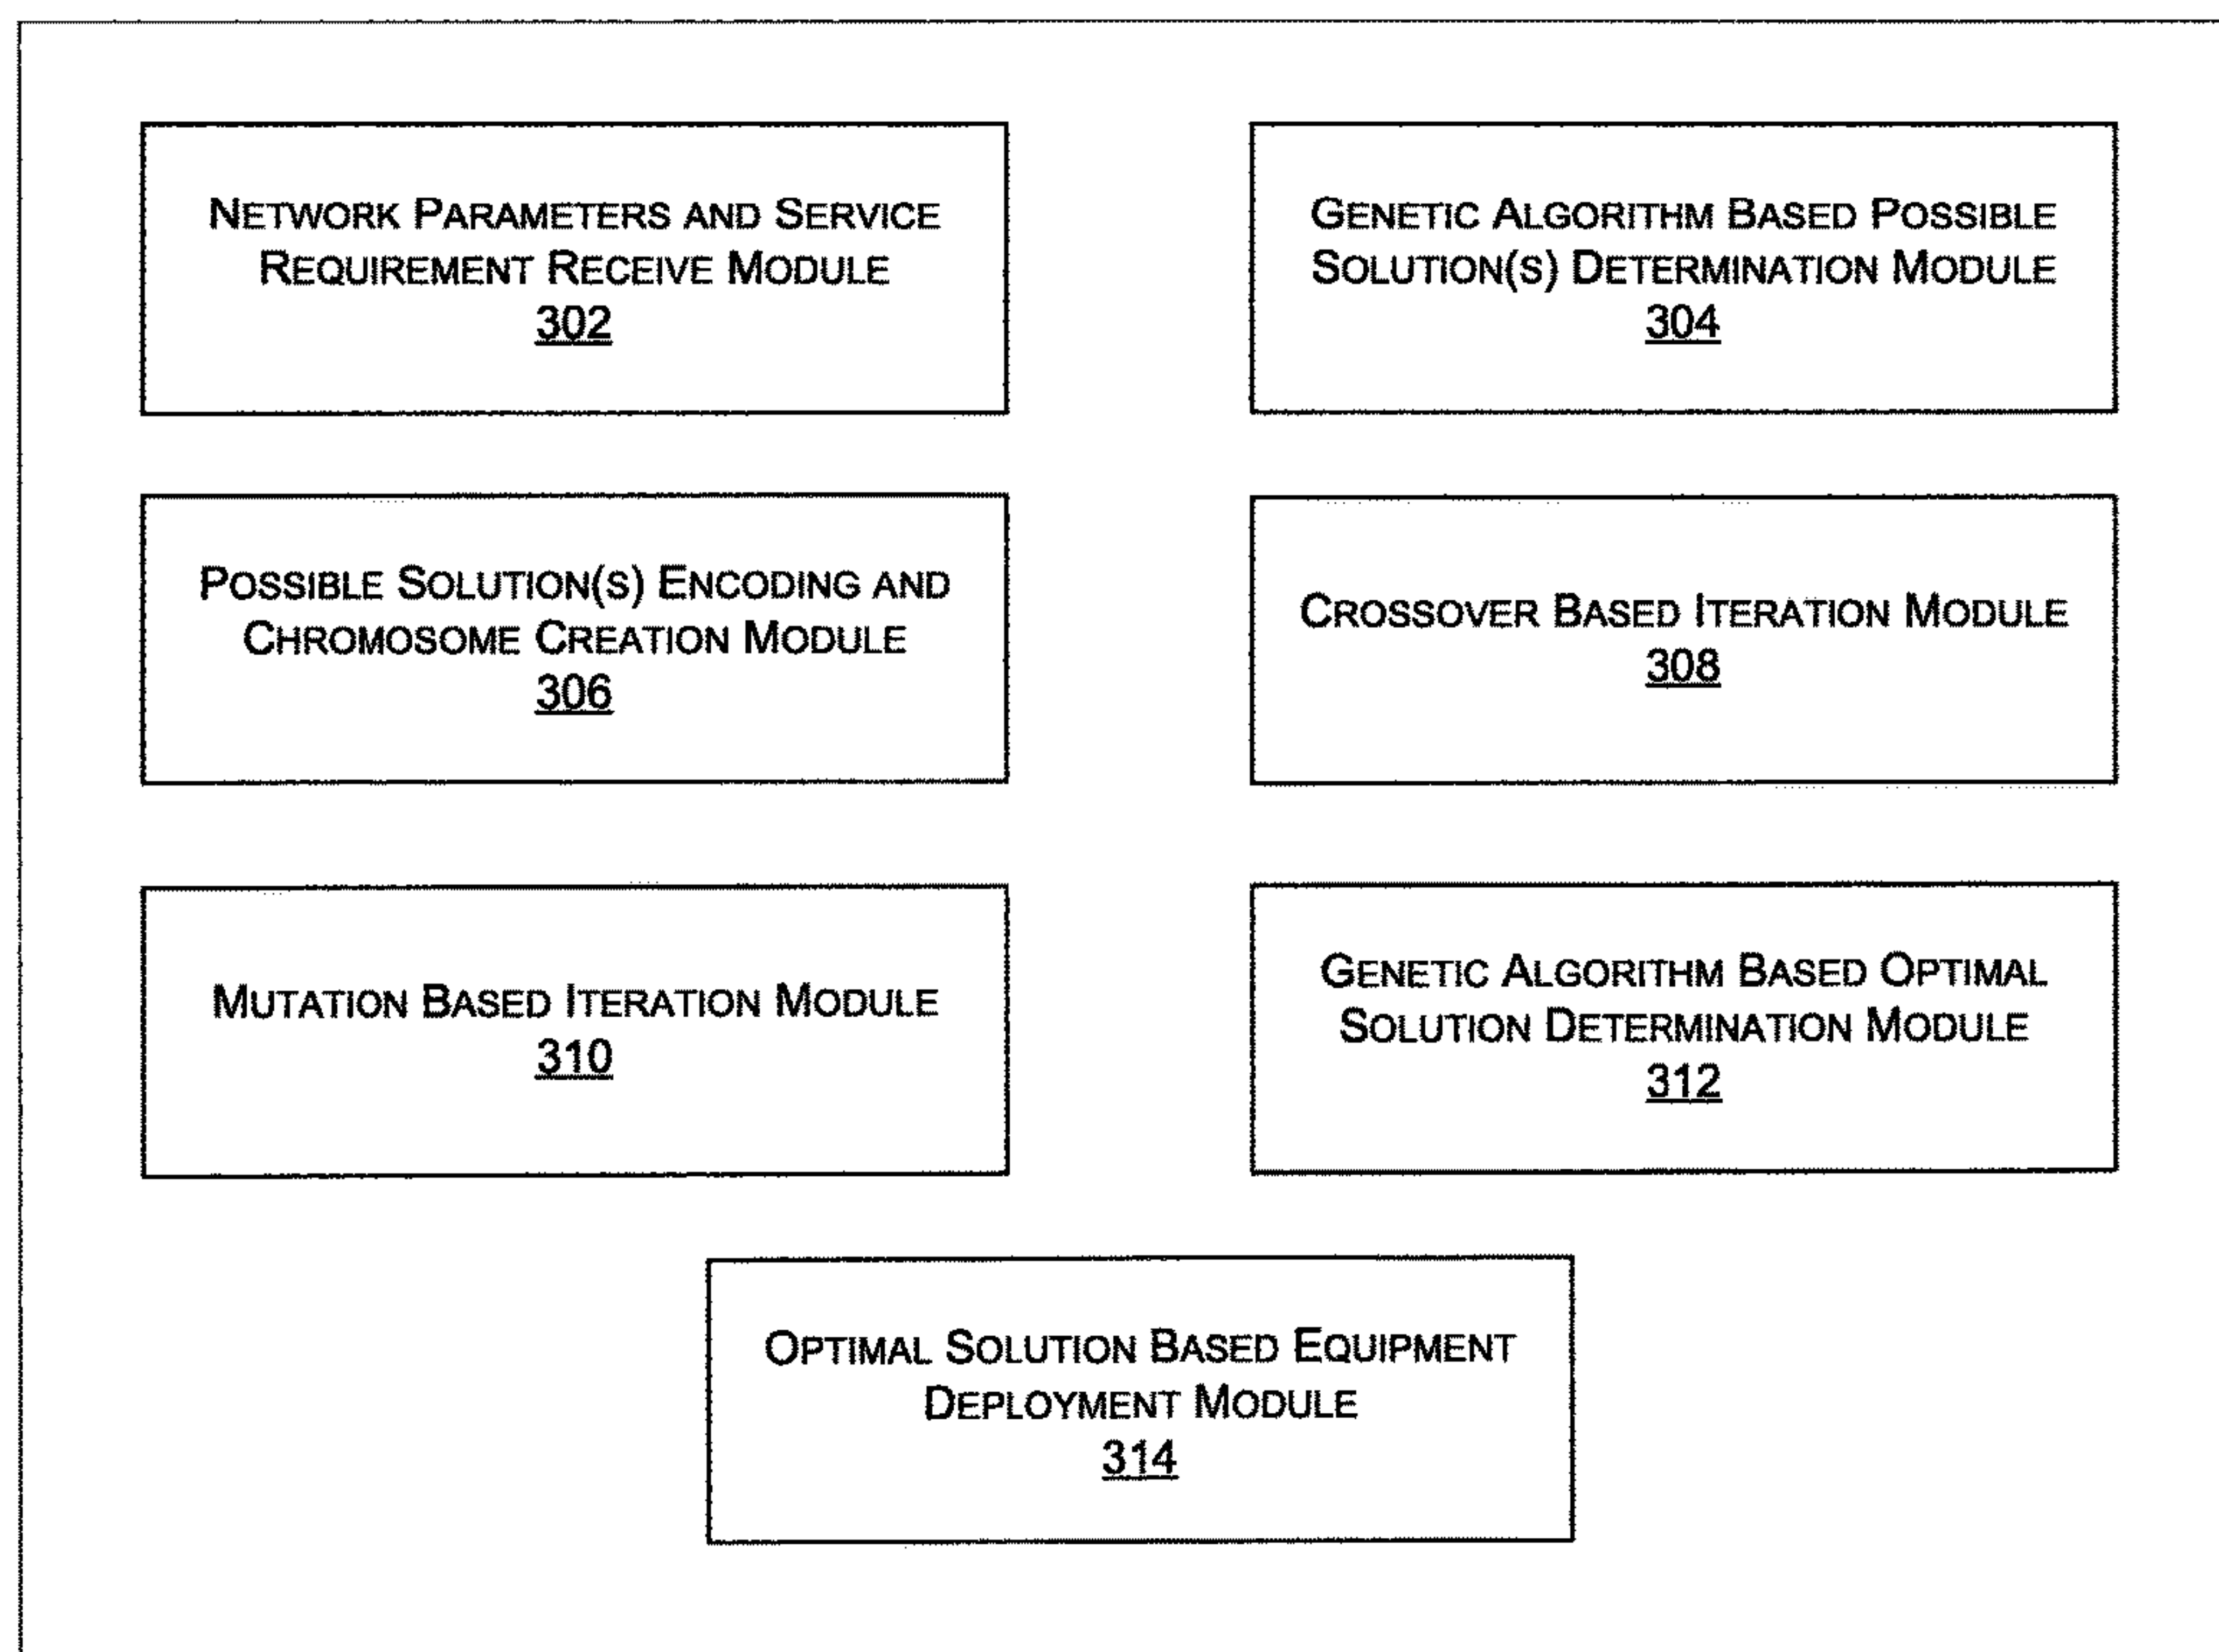 NETWORK PARAMETERS AND SERVICE
REQUIREMENT RECEIVE MODULE
302
GENETIC ALGORITHM BASED POSSIBLE
SOLUTION(S) DETERMINATION MODULE
304
POSSIBLE SOLUTION(S) ENCODING AND
CHROMOSOME CREATION MODULE
306
CROSSOVER BASED ITERATION MODULE
308
MUTATION BASED ITERATION MODULE
310
GENETIC ALGORITHM BASED OPTIMAL
SOLUTION DETERMINATION MODULE
312
OPTIMAL SOLUTION BASED EQUIPMENT
DEPLOYMENT MODULE
314